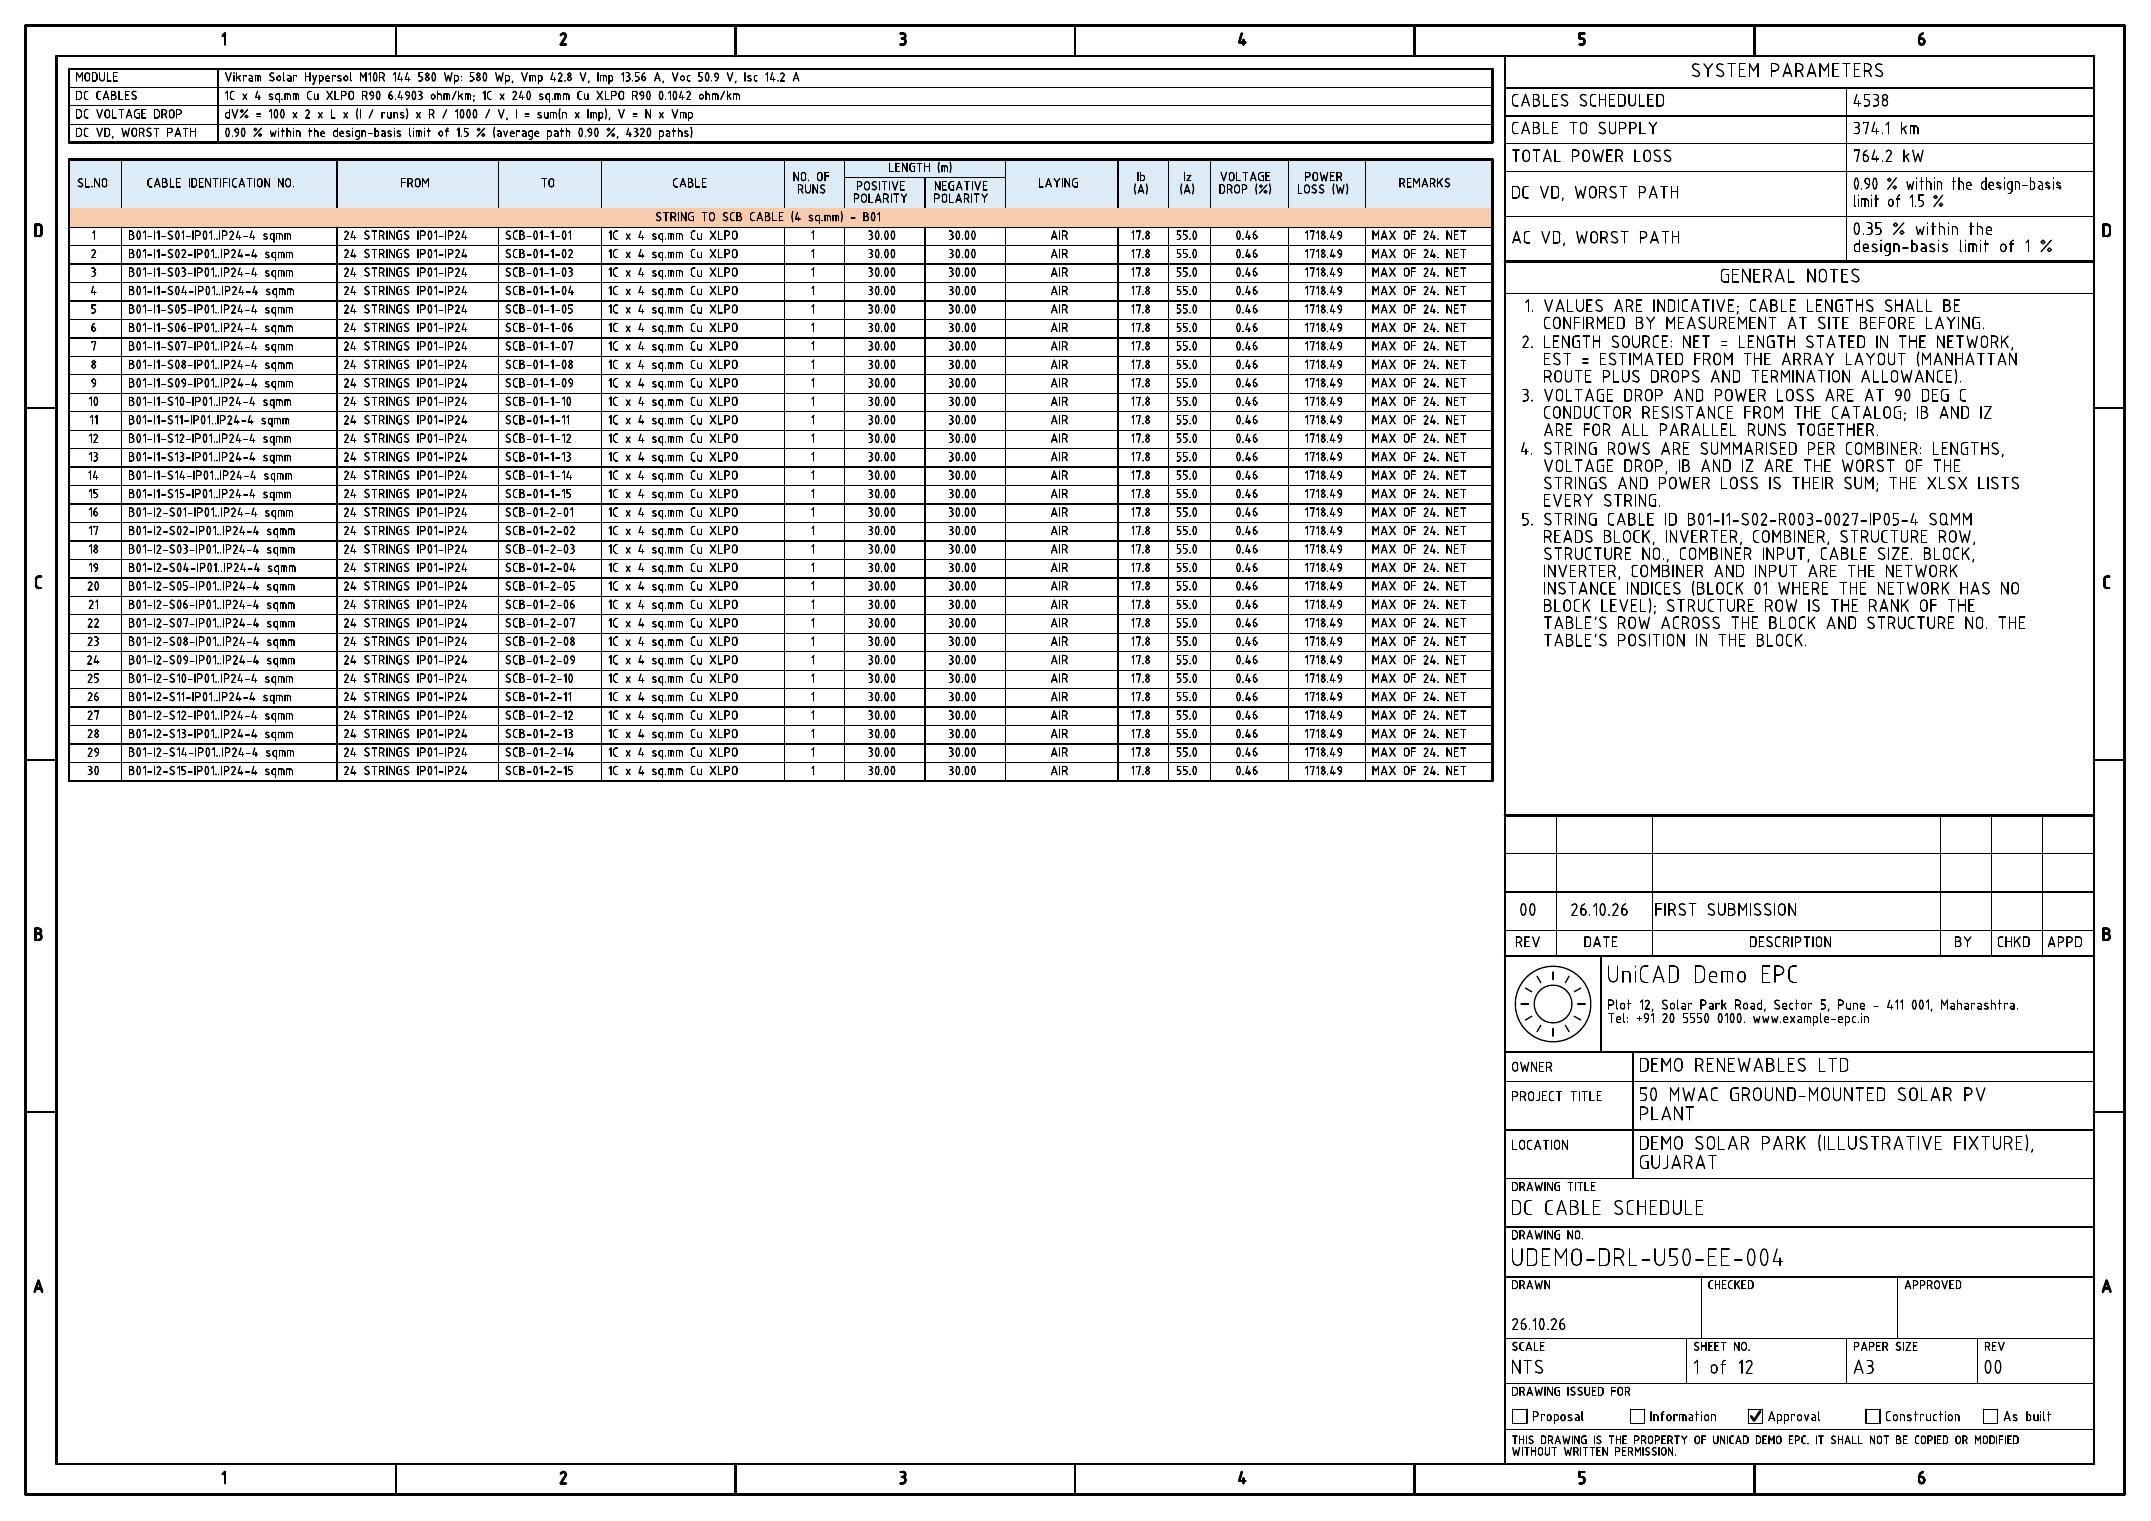 1 2 3 4 5 6
MODULE Vikram Solar Hypersol M10R 144 580 Wp: 580 Wp, Vmp 42.8 V, Imp 13.56 A, Voc 50.9 V, Isc 14.2 A
DC CABLES 1C x 4 sq.mm Cu XLPO R90 6.4903 ohm/km; 1C x 240 sq.mm Cu XLPO R90 0.1042 ohm/km
DC VOLTAGE DROP dV% = 100 x 2 x L x (I / runs) x R / 1000 / V, I = sum(n x Imp), V = N x Vmp
DC VD, WORST PATH 0.90 % within the design-basis limit of 1.5 % (average path 0.90 %, 4320 paths)
SL.NO CABLE IDENTIFICATION NO. FROM TO CABLE NO. OF RUNS LENGTH (m) POSITIVE POLARITY NEGATIVE POLARITY LAYING Ib (A) Iz (A) VOLTAGE DROP (%) POWER LOSS (W) REMARKS
STRING TO SCB CABLE (4 sq.mm) - B01
1 B01-I1-S01-IP01..IP24-4 sqmm 24 STRINGS IP01-IP24 SCB-01-1-01 1C x 4 sq.mm Cu XLPO 1 30.00 30.00 AIR 17.8 55.0 0.46 1718.49 MAX OF 24. NET
2 B01-I1-S02-IP01..IP24-4 sqmm 24 STRINGS IP01-IP24 SCB-01-1-02 1C x 4 sq.mm Cu XLPO 1 30.00 30.00 AIR 17.8 55.0 0.46 1718.49 MAX OF 24. NET
3 B01-I1-S03-IP01..IP24-4 sqmm 24 STRINGS IP01-IP24 SCB-01-1-03 1C x 4 sq.mm Cu XLPO 1 30.00 30.00 AIR 17.8 55.0 0.46 1718.49 MAX OF 24. NET
4 B01-I1-S04-IP01..IP24-4 sqmm 24 STRINGS IP01-IP24 SCB-01-1-04 1C x 4 sq.mm Cu XLPO 1 30.00 30.00 AIR 17.8 55.0 0.46 1718.49 MAX OF 24. NET
5 B01-I1-S05-IP01..IP24-4 sqmm 24 STRINGS IP01-IP24 SCB-01-1-05 1C x 4 sq.mm Cu XLPO 1 30.00 30.00 AIR 17.8 55.0 0.46 1718.49 MAX OF 24. NET
6 B01-I1-S06-IP01..IP24-4 sqmm 24 STRINGS IP01-IP24 SCB-01-1-06 1C x 4 sq.mm Cu XLPO 1 30.00 30.00 AIR 17.8 55.0 0.46 1718.49 MAX OF 24. NET
7 B01-I1-S07-IP01..IP24-4 sqmm 24 STRINGS IP01-IP24 SCB-01-1-07 1C x 4 sq.mm Cu XLPO 1 30.00 30.00 AIR 17.8 55.0 0.46 1718.49 MAX OF 24. NET
8 B01-I1-S08-IP01..IP24-4 sqmm 24 STRINGS IP01-IP24 SCB-01-1-08 1C x 4 sq.mm Cu XLPO 1 30.00 30.00 AIR 17.8 55.0 0.46 1718.49 MAX OF 24. NET
9 B01-I1-S09-IP01..IP24-4 sqmm 24 STRINGS IP01-IP24 SCB-01-1-09 1C x 4 sq.mm Cu XLPO 1 30.00 30.00 AIR 17.8 55.0 0.46 1718.49 MAX OF 24. NET
10 B01-I1-S10-IP01..IP24-4 sqmm 24 STRINGS IP01-IP24 SCB-01-1-10 1C x 4 sq.mm Cu XLPO 1 30.00 30.00 AIR 17.8 55.0 0.46 1718.49 MAX OF 24. NET
11 B01-I1-S11-IP01..IP24-4 sqmm 24 STRINGS IP01-IP24 SCB-01-1-11 1C x 4 sq.mm Cu XLPO 1 30.00 30.00 AIR 17.8 55.0 0.46 1718.49 MAX OF 24. NET
12 B01-I1-S12-IP01..IP24-4 sqmm 24 STRINGS IP01-IP24 SCB-01-1-12 1C x 4 sq.mm Cu XLPO 1 30.00 30.00 AIR 17.8 55.0 0.46 1718.49 MAX OF 24. NET
13 B01-I1-S13-IP01..IP24-4 sqmm 24 STRINGS IP01-IP24 SCB-01-1-13 1C x 4 sq.mm Cu XLPO 1 30.00 30.00 AIR 17.8 55.0 0.46 1718.49 MAX OF 24. NET
14 B01-I1-S14-IP01..IP24-4 sqmm 24 STRINGS IP01-IP24 SCB-01-1-14 1C x 4 sq.mm Cu XLPO 1 30.00 30.00 AIR 17.8 55.0 0.46 1718.49 MAX OF 24. NET
15 B01-I1-S15-IP01..IP24-4 sqmm 24 STRINGS IP01-IP24 SCB-01-1-15 1C x 4 sq.mm Cu XLPO 1 30.00 30.00 AIR 17.8 55.0 0.46 1718.49 MAX OF 24. NET
16 B01-I2-S01-IP01..IP24-4 sqmm 24 STRINGS IP01-IP24 SCB-01-2-01 1C x 4 sq.mm Cu XLPO 1 30.00 30.00 AIR 17.8 55.0 0.46 1718.49 MAX OF 24. NET
17 B01-I2-S02-IP01..IP24-4 sqmm 24 STRINGS IP01-IP24 SCB-01-2-02 1C x 4 sq.mm Cu XLPO 1 30.00 30.00 AIR 17.8 55.0 0.46 1718.49 MAX OF 24. NET
18 B01-I2-S03-IP01..IP24-4 sqmm 24 STRINGS IP01-IP24 SCB-01-2-03 1C x 4 sq.mm Cu XLPO 1 30.00 30.00 AIR 17.8 55.0 0.46 1718.49 MAX OF 24. NET
19 B01-I2-S04-IP01..IP24-4 sqmm 24 STRINGS IP01-IP24 SCB-01-2-04 1C x 4 sq.mm Cu XLPO 1 30.00 30.00 AIR 17.8 55.0 0.46 1718.49 MAX OF 24. NET
20 B01-I2-S05-IP01..IP24-4 sqmm 24 STRINGS IP01-IP24 SCB-01-2-05 1C x 4 sq.mm Cu XLPO 1 30.00 30.00 AIR 17.8 55.0 0.46 1718.49 MAX OF 24. NET
21 B01-I2-S06-IP01..IP24-4 sqmm 24 STRINGS IP01-IP24 SCB-01-2-06 1C x 4 sq.mm Cu XLPO 1 30.00 30.00 AIR 17.8 55.0 0.46 1718.49 MAX OF 24. NET
22 B01-I2-S07-IP01..IP24-4 sqmm 24 STRINGS IP01-IP24 SCB-01-2-07 1C x 4 sq.mm Cu XLPO 1 30.00 30.00 AIR 17.8 55.0 0.46 1718.49 MAX OF 24. NET
23 B01-I2-S08-IP01..IP24-4 sqmm 24 STRINGS IP01-IP24 SCB-01-2-08 1C x 4 sq.mm Cu XLPO 1 30.00 30.00 AIR 17.8 55.0 0.46 1718.49 MAX OF 24. NET
24 B01-I2-S09-IP01..IP24-4 sqmm 24 STRINGS IP01-IP24 SCB-01-2-09 1C x 4 sq.mm Cu XLPO 1 30.00 30.00 AIR 17.8 55.0 0.46 1718.49 MAX OF 24. NET
25 B01-I2-S10-IP01..IP24-4 sqmm 24 STRINGS IP01-IP24 SCB-01-2-10 1C x 4 sq.mm Cu XLPO 1 30.00 30.00 AIR 17.8 55.0 0.46 1718.49 MAX OF 24. NET
26 B01-I2-S11-IP01..IP24-4 sqmm 24 STRINGS IP01-IP24 SCB-01-2-11 1C x 4 sq.mm Cu XLPO 1 30.00 30.00 AIR 17.8 55.0 0.46 1718.49 MAX OF 24. NET
27 B01-I2-S12-IP01..IP24-4 sqmm 24 STRINGS IP01-IP24 SCB-01-2-12 1C x 4 sq.mm Cu XLPO 1 30.00 30.00 AIR 17.8 55.0 0.46 1718.49 MAX OF 24. NET
28 B01-I2-S13-IP01..IP24-4 sqmm 24 STRINGS IP01-IP24 SCB-01-2-13 1C x 4 sq.mm Cu XLPO 1 30.00 30.00 AIR 17.8 55.0 0.46 1718.49 MAX OF 24. NET
29 B01-I2-S14-IP01..IP24-4 sqmm 24 STRINGS IP01-IP24 SCB-01-2-14 1C x 4 sq.mm Cu XLPO 1 30.00 30.00 AIR 17.8 55.0 0.46 1718.49 MAX OF 24. NET
30 B01-I2-S15-IP01..IP24-4 sqmm 24 STRINGS IP01-IP24 SCB-01-2-15 1C x 4 sq.mm Cu XLPO 1 30.00 30.00 AIR 17.8 55.0 0.46 1718.49 MAX OF 24. NET
SYSTEM PARAMETERS
CABLES SCHEDULED 4538
CABLE TO SUPPLY 374.1 km
TOTAL POWER LOSS 764.2 kW
DC VD, WORST PATH 0.90 % within the design-basis
limit of 1.5 %
AC VD, WORST PATH 0.35 % within the
design-basis limit of 1 %
GENERAL NOTES
1. VALUES ARE INDICATIVE; CABLE LENGTHS SHALL BE
CONFIRMED BY MEASUREMENT AT SITE BEFORE LAYING.
2. LENGTH SOURCE: NET = LENGTH STATED IN THE NETWORK,
EST = ESTIMATED FROM THE ARRAY LAYOUT (MANHATTAN
ROUTE PLUS DROPS AND TERMINATION ALLOWANCE).
3. VOLTAGE DROP AND POWER LOSS ARE AT 90 DEG C
CONDUCTOR RESISTANCE FROM THE CATALOG; IB AND IZ
ARE FOR ALL PARALLEL RUNS TOGETHER.
4. STRING ROWS ARE SUMMARISED PER COMBINER: LENGTHS,
VOLTAGE DROP, IB AND IZ ARE THE WORST OF THE
STRINGS AND POWER LOSS IS THEIR SUM; THE XLSX LISTS
EVERY STRING.
5. STRING CABLE ID B01-I1-S02-R003-0027-IP05-4 SQMM
READS BLOCK, INVERTER, COMBINER, STRUCTURE ROW,
STRUCTURE NO., COMBINER INPUT, CABLE SIZE. BLOCK,
INVERTER, COMBINER AND INPUT ARE THE NETWORK
INSTANCE INDICES (BLOCK 01 WHERE THE NETWORK HAS NO
BLOCK LEVEL); STRUCTURE ROW IS THE RANK OF THE
TABLE'S ROW ACROSS THE BLOCK AND STRUCTURE NO. THE
TABLE'S POSITION IN THE BLOCK.
00 26.10.26 FIRST SUBMISSION
REV DATE DESCRIPTION BY CHKD APPD
UniCAD Demo EPC
Plot 12, Solar Park Road, Sector 5, Pune - 411 001, Maharashtra.
Tel: +91 20 5550 0100. www.example-epc.in
OWNER DEMO RENEWABLES LTD
PROJECT TITLE 50 MWAC GROUND-MOUNTED SOLAR PV
PLANT
LOCATION DEMO SOLAR PARK (ILLUSTRATIVE FIXTURE),
GUJARAT
DRAWING TITLE
DC CABLE SCHEDULE
DRAWING NO.
UDEMO-DRL-U50-EE-004
DRAWN CHECKED APPROVED
26.10.26
SCALE SHEET NO. PAPER SIZE REV
NTS 1 of 12 A3 00
DRAWING ISSUED FOR
Proposal Information Approval Construction As built
THIS DRAWING IS THE PROPERTY OF UNICAD DEMO EPC. IT SHALL NOT BE COPIED OR MODIFIED
WITHOUT WRITTEN PERMISSION.
D D
C C
B B
A A
1 2 3 4 5 6